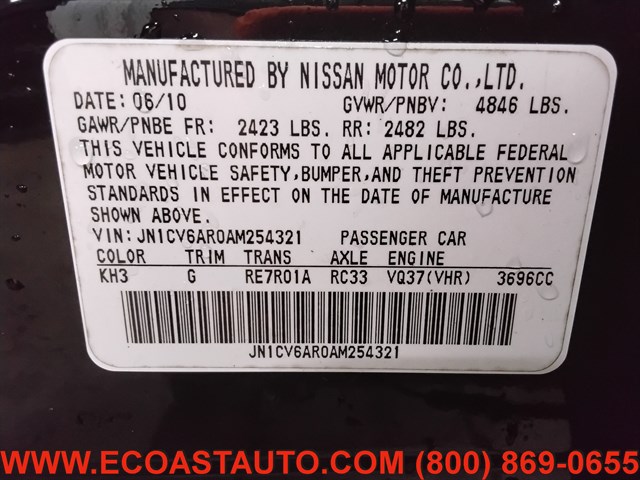 MANUFACTURED BY NISSAN MOTOR CO.,LTD.
DATE: 06/10 GVWR/PNBV: 4846 LBS.
GAWR/PNBE FR: 2423 LBS. RR: 2482 LBS.
THIS VEHICLE CONFORMS TO ALL APPLICABLE FEDERAL
MOTOR VEHICLE SAFETY,BUMPER,AND THEFT PREVENTION
STANDARDS IN EFFECT ON THE DATE OF MANUFACTURE
SHOWN ABOVE.
VIN: JN1CV6AR0AM254321 PASSENGER CAR
COLOR TRIM TRANS AXLE ENGINE
KH3 G RE7R01A RC33 VQ37(VHR) 3696CC
JN1CV6AR0AM254321
WWW.ECOASTAUTO.COM (800) 869-0655